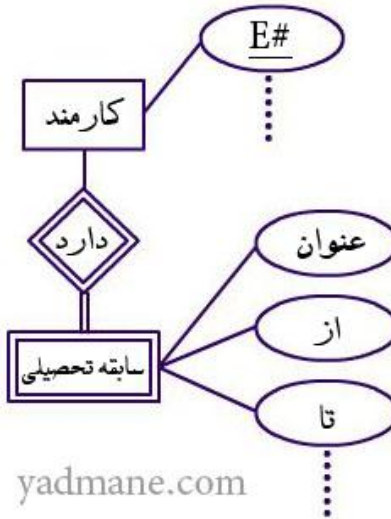 E#
کارمند
دارد
عنوان
از
سابقه تحصیلی
تا
yadmane.com